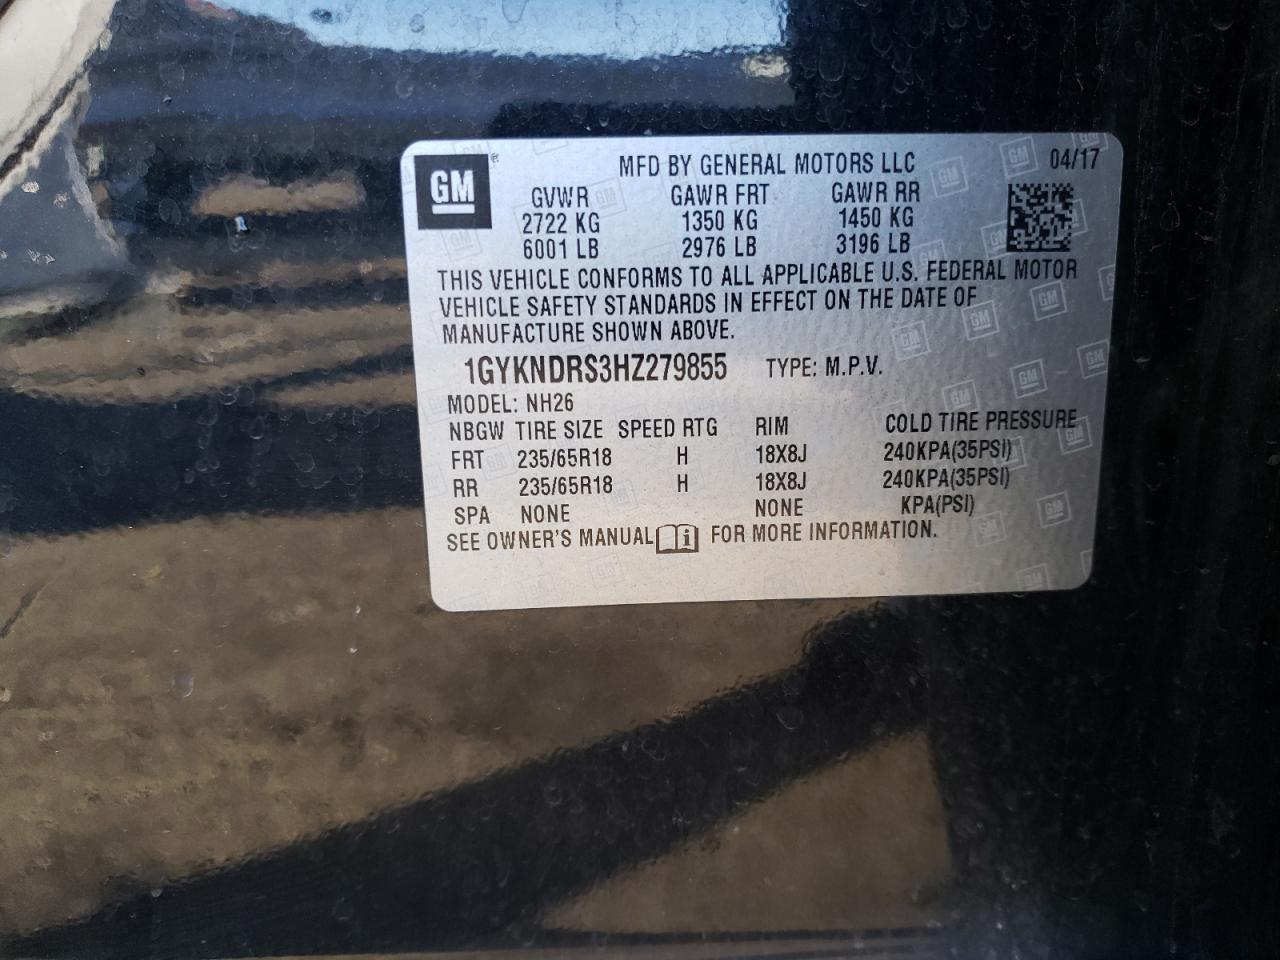 GM ® MFD BY GENERAL MOTORS LLC 04/17
GVWR GAWR FRT GAWR RR
2722 KG 1350 KG 1450 KG
6001 LB 2976 LB 3196 LB
THIS VEHICLE CONFORMS TO ALL APPLICABLE U.S. FEDERAL MOTOR
VEHICLE SAFETY STANDARDS IN EFFECT ON THE DATE OF
MANUFACTURE SHOWN ABOVE.
1GYKNDRS3HZ279855 TYPE: M.P.V.
MODEL: NH26
NBGW TIRE SIZE SPEED RTG RIM COLD TIRE PRESSURE
FRT 235/65R18 H 18X8J 240KPA(35PSI)
RR 235/65R18 H 18X8J 240KPA(35PSI)
SPA NONE NONE KPA(PSI)
SEE OWNER'S MANUAL i FOR MORE INFORMATION.